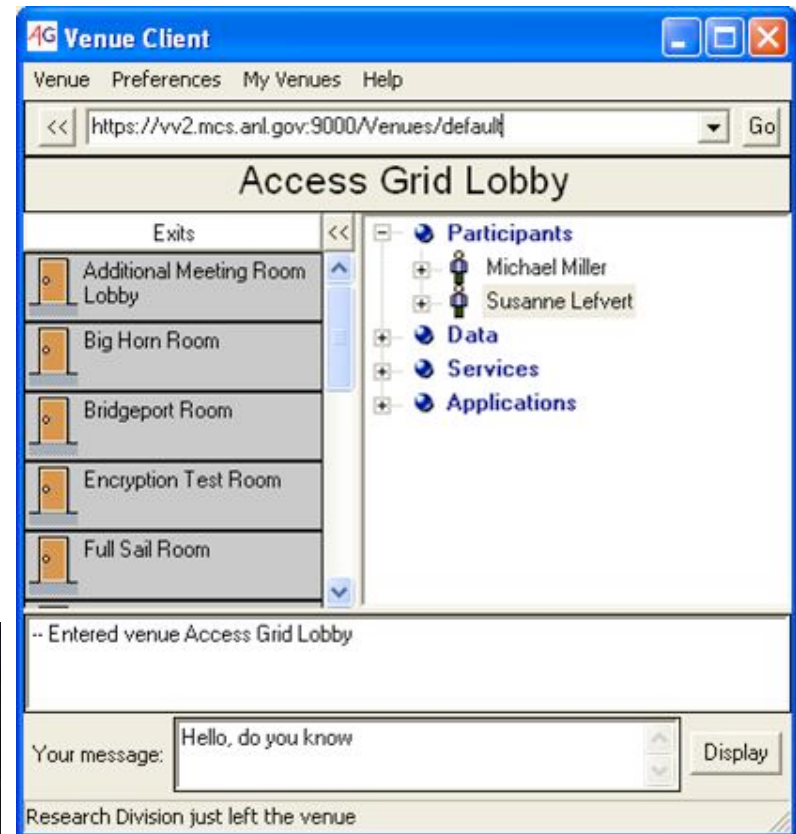 AG Venue Client
Venue Preferences My Venues Help
<< https://vv2.mcs.anl.gov:9000/Venues/default Go
Access Grid Lobby
Exits <<
Additional Meeting Room
Lobby
Big Horn Room
Bridgeport Room
Encryption Test Room
Full Sail Room
Participants
Michael Miller
Susanne Lefvert
Data
Services
Applications
-- Entered venue Access Grid Lobby
Your message: Hello, do you know Display
Research Division just left the venue